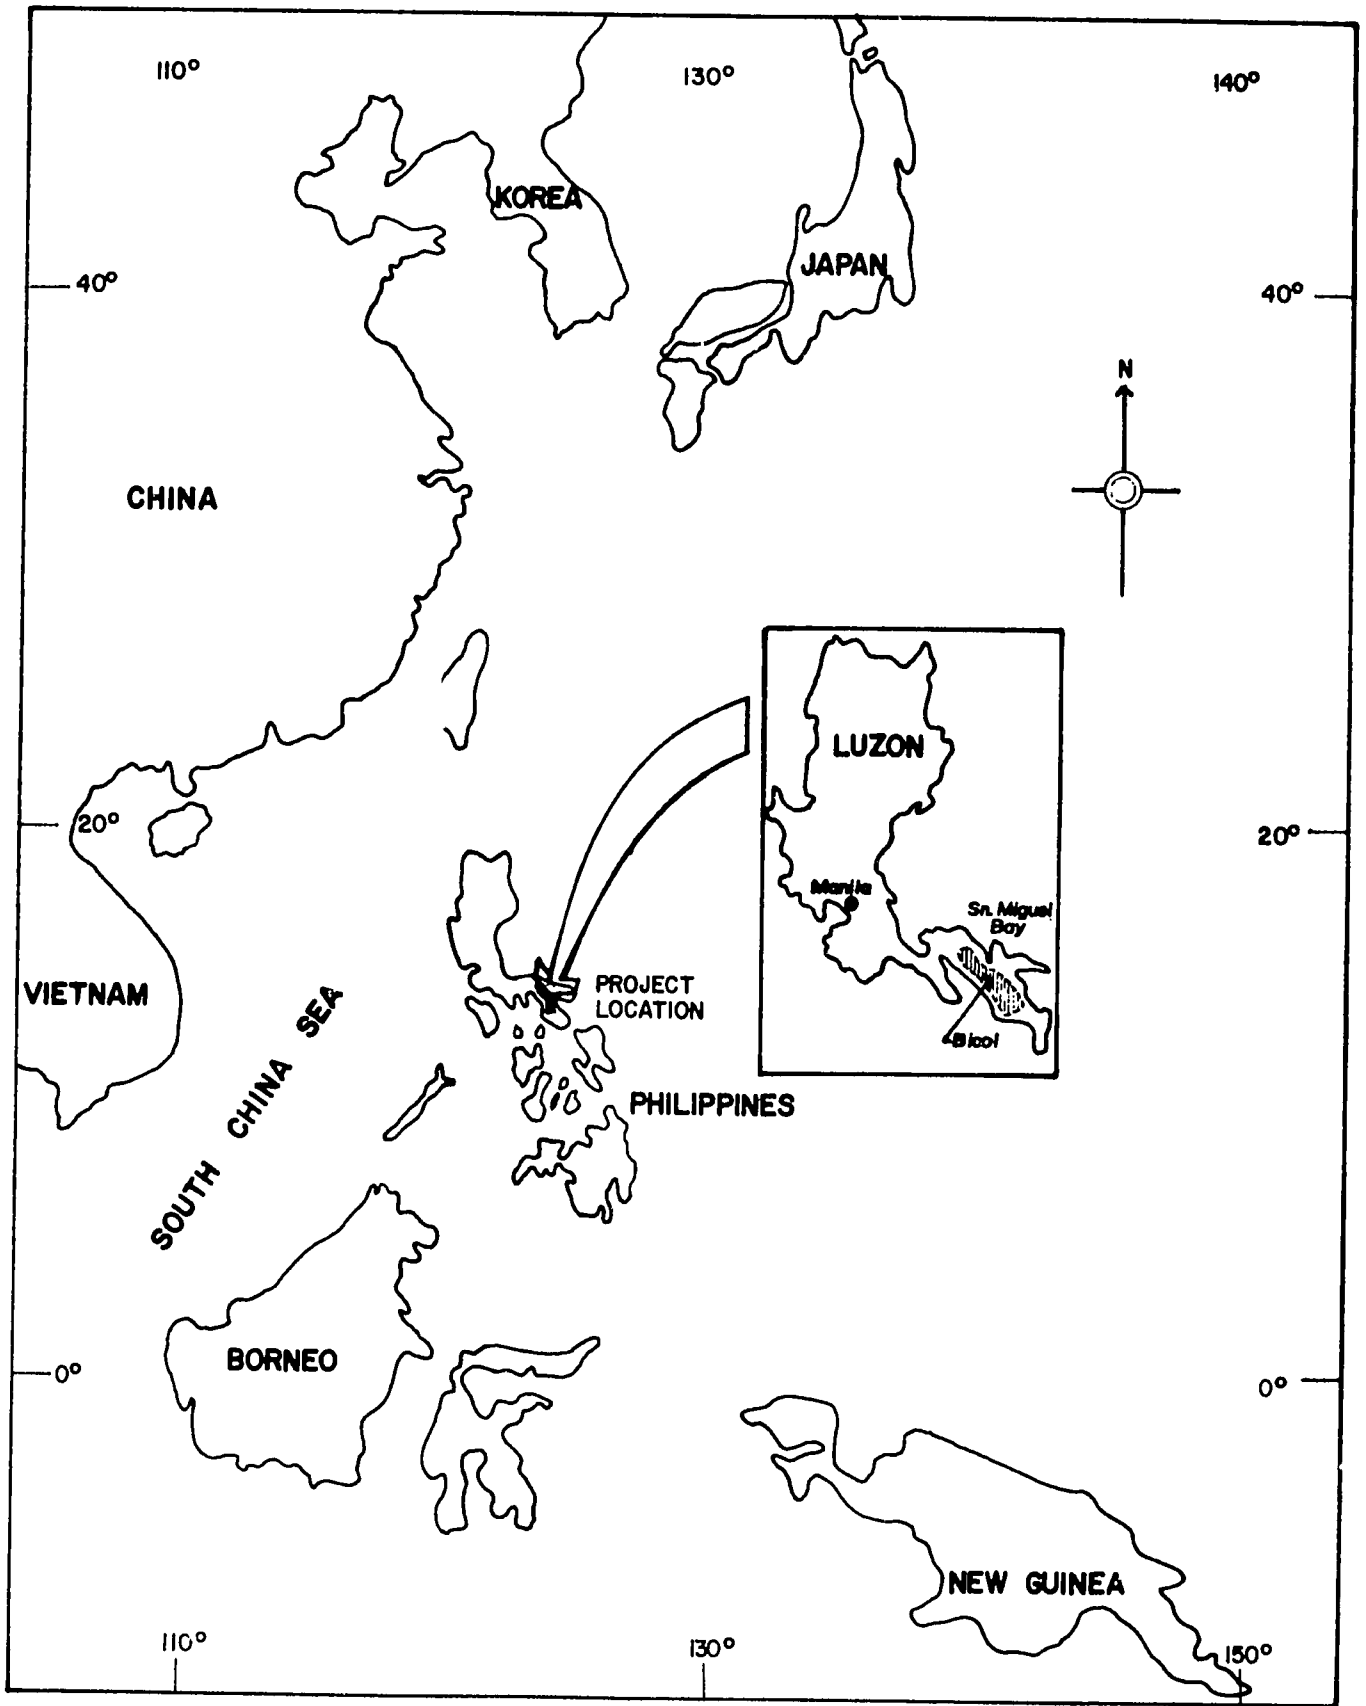 110°
130°
140°
KOREA
JAPAN
40°
40°
N
CHINA
LUZON
20°
20°
Manila
Sn. Miguel
Bay
PROJECT
LOCATION
VIETNAM
SOUTH CHINA SEA
Bicol
PHILIPPINES
BORNEO
0°
0°
NEW GUINEA
110°
130°
150°